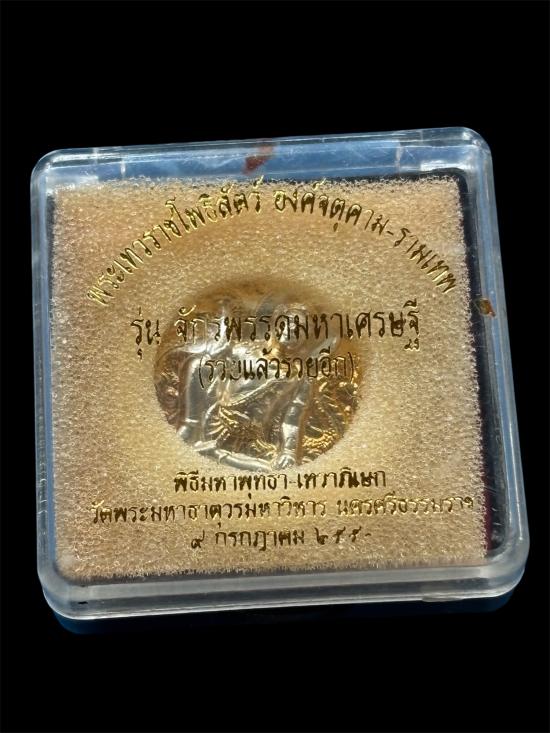 พระเทวราชโพธิสัตว์ องค์จตุคาม-รามเทพ
รุ่น จักรพรรดิมหาเศรษฐี
(รวยแล้วรวยอีก)
พิธีมหาพุทธา-เทวาภิเษก
วัดพระมหาธาตุวรมหาวิหาร นครศรีธรรมราช
๙ กรกฎาคม